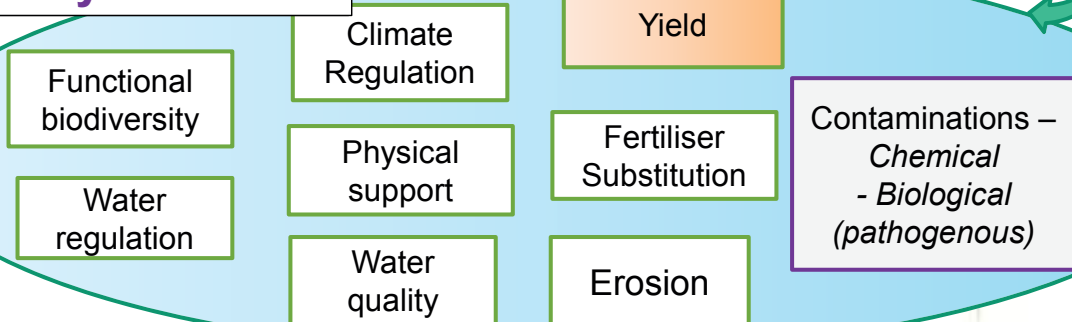 Climate
Regulation
Yield
Functional
biodiversity
Contaminations –
Chemical
- Biological
(pathogenous)
Physical
support
Fertiliser
Substitution
Water
regulation
Water
quality
Erosion